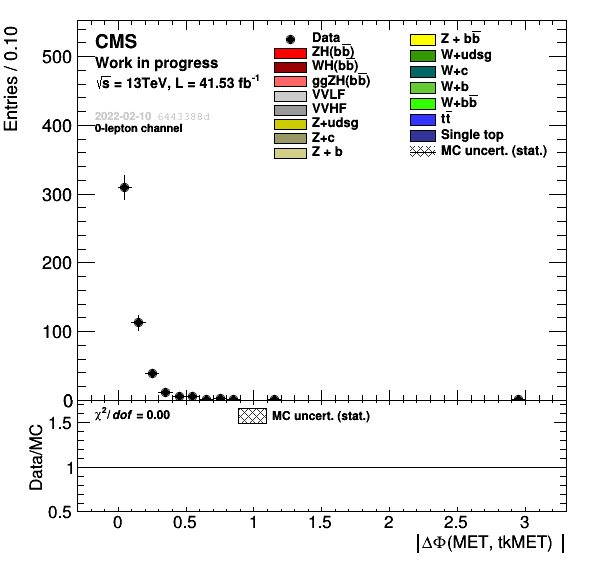 CMS
Work in progress
√s = 13TeV, L = 41.53 fb⁻¹
2022-02-10 6443388d
0-lepton channel
Data
ZH(bb̅)
WH(bb̅)
ggZH(bb̅)
VVLF
VVHF
Z+udsg
Z+c
Z + b
Z + bb̅
W+udsg
W+c
W+b
W+bb̅
tt̅
Single top
MC uncert. (stat.)
Entries / 0.10
500
400
300
200
100
0
χ²/dof = 0.00
MC uncert. (stat.)
Data/MC
1.5
1
0.5
0 0.5 1 1.5 2 2.5 3
|ΔΦ(MET, tkMET) |